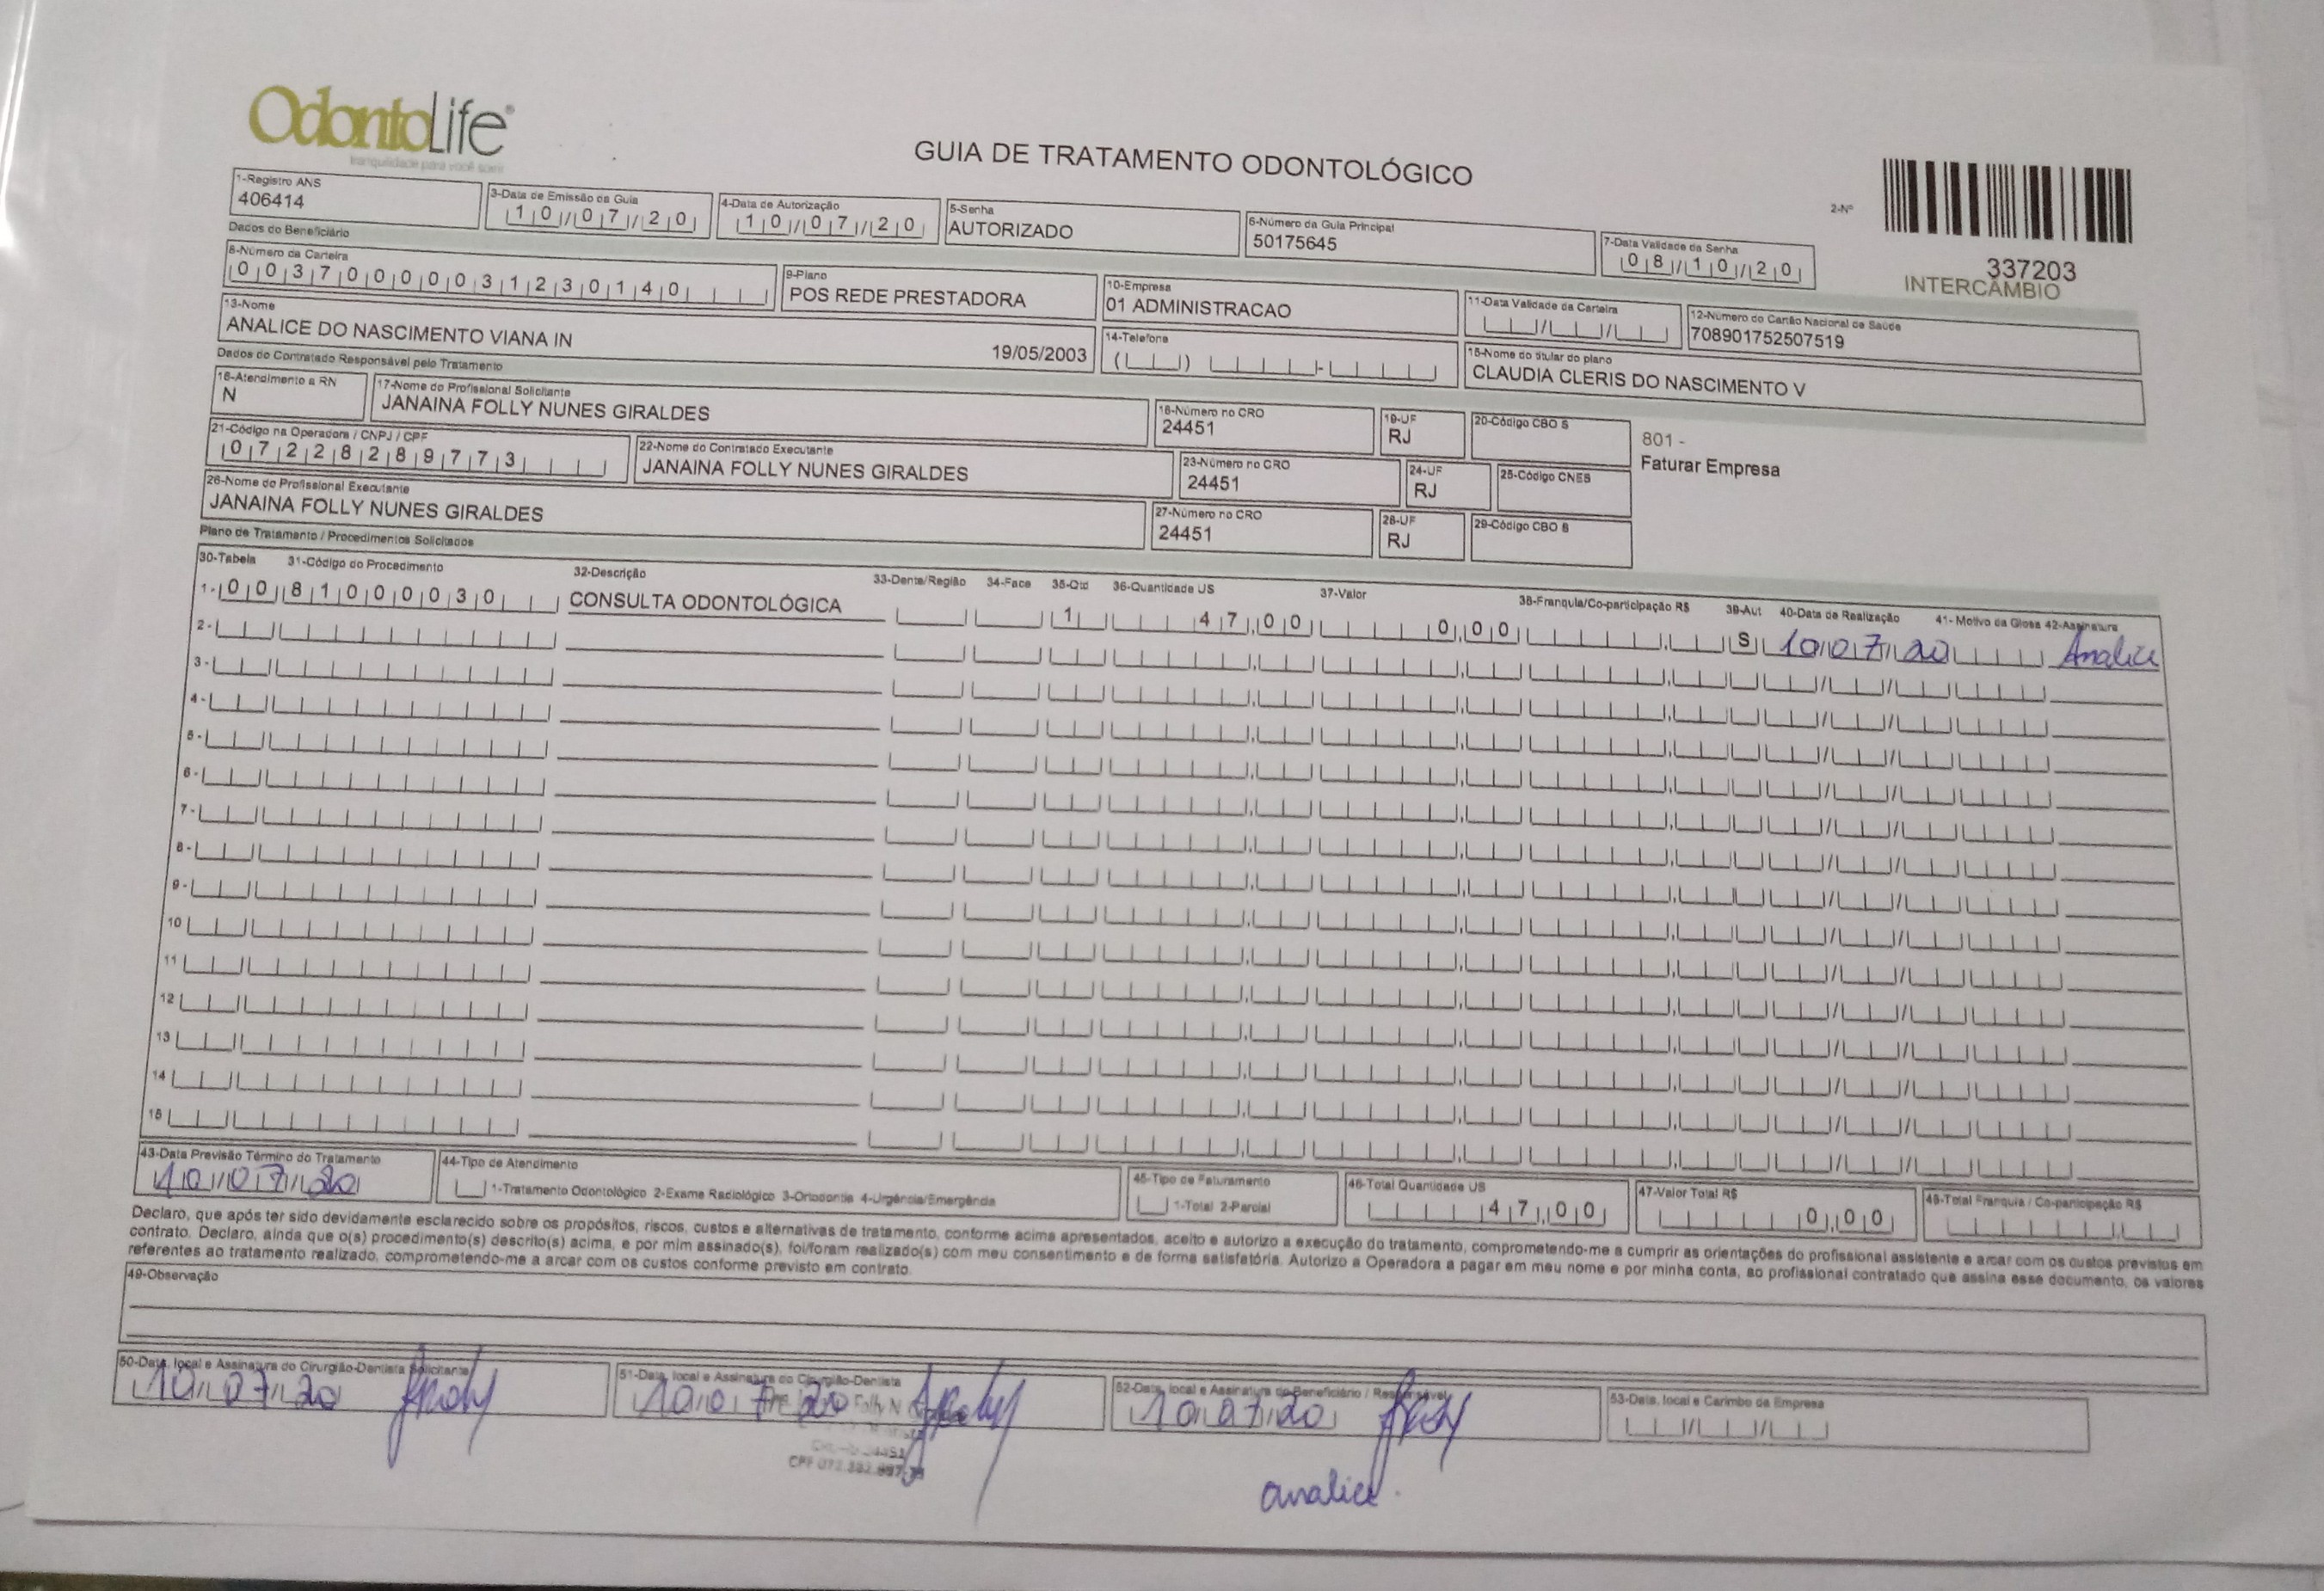 OdontoLife®
tranquilidade para você sorrir
GUIA DE TRATAMENTO ODONTOLÓGICO
2-Nº
337203
INTERCÂMBIO
1-Registro ANS
406414
3-Data de Emissão da Guia
10/07/20
4-Data de Autorização
10/07/20
5-Senha
AUTORIZADO
6-Número da Guia Principal
50175645
7-Data Validade da Senha
08/10/20
Dados do Beneficiário
8-Número da Carteira
00370000031230140
9-Plano
POS REDE PRESTADORA
10-Empresa
01 ADMINISTRACAO
11-Data Validade da Carteira
12-Número do Cartão Nacional de Saúde
708901752507519
13-Nome
ANALICE DO NASCIMENTO VIANA IN
19/05/2003
14-Telefone
15-Nome do titular do plano
CLAUDIA CLERIS DO NASCIMENTO V
Dados do Contratado Responsável pelo Tratamento
16-Atendimento a RN
N
17-Nome do Profissional Solicitante
JANAINA FOLLY NUNES GIRALDES
18-Número no CRO
24451
19-UF
RJ
20-Código CBO S
801 -
Faturar Empresa
21-Código na Operadora / CNPJ / CPF
07228289773
22-Nome do Contratado Executante
JANAINA FOLLY NUNES GIRALDES
23-Número no CRO
24451
24-UF
RJ
25-Código CNES
26-Nome do Profissional Executante
JANAINA FOLLY NUNES GIRALDES
27-Número no CRO
24451
28-UF
RJ
29-Código CBO S
Plano de Tratamento / Procedimentos Solicitados
30-Tabela 31-Código do Procedimento 32-Descrição 33-Dente/Região 34-Face 35-Qtd 36-Quantidade US 37-Valor 38-Franquia/Co-participação R$ 39-Aut 40-Data de Realização 41- Motivo da Glosa 42-Assinatura
1- 00 81000030 CONSULTA ODONTOLÓGICA 1 47,00 0,00 S 10/07/20 Analice
2-
3-
4-
5-
6-
7-
8-
9-
10
11
12
13
14
15
43-Data Previsão Término do Tratamento
10/07/20
44-Tipo de Atendimento
1-Tratamento Odontológico 2-Exame Radiológico 3-Ortodontia 4-Urgência/Emergência
45-Tipo de Faturamento
1-Total 2-Parcial
46-Total Quantidade US
47,00
47-Valor Total R$
0,00
48-Total Franquia / Co-participação R$
Declaro, que após ter sido devidamente esclarecido sobre os propósitos, riscos, custos e alternativas de tratamento, conforme acima apresentados, aceito e autorizo a execução do tratamento, comprometendo-me a cumprir as orientações do profissional assistente e arcar com os custos previstos em
contrato. Declaro, ainda que o(s) procedimento(s) descrito(s) acima, e por mim assinado(s), foi/foram realizado(s) com meu consentimento e de forma satisfatória. Autorizo a Operadora a pagar em meu nome e por minha conta, ao profissional contratado que assina esse documento, os valores
referentes ao tratamento realizado, comprometendo-me a arcar com os custos conforme previsto em contrato.
49-Observação
50-Data, local e Assinatura do Cirurgião-Dentista Solicitante
10/07/20
51-Data, local e Assinatura do Cirurgião-Dentista
10/07/20
Folly N
52-Data, local e Assinatura do Beneficiário / Responsável
10/07/20
53-Data, local e Carimbo da Empresa
analice.